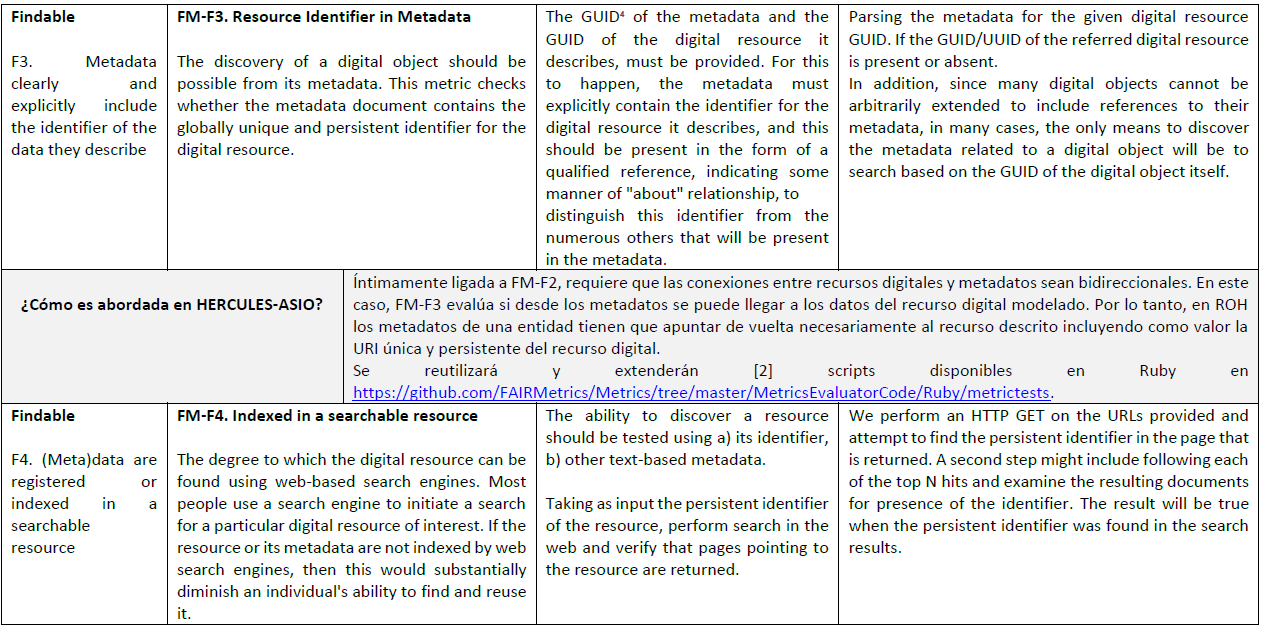 Findable
F3. Metadata
clearly and
explicitly include
the identifier of the
data they describe
FM-F3. Resource Identifier in Metadata
The discovery of a digital object should be
possible from its metadata. This metric checks
whether the metadata document contains the
globally unique and persistent identifier for the
digital resource.
The GUID⁴ of the metadata and the
GUID of the digital resource it
describes, must be provided. For this
to happen, the metadata must
explicitly contain the identifier for the
digital resource it describes, and this
should be present in the form of a
qualified reference, indicating some
manner of "about" relationship, to
distinguish this identifier from the
numerous others that will be present
in the metadata.
Parsing the metadata for the given digital resource
GUID. If the GUID/UUID of the referred digital resource
is present or absent.
In addition, since many digital objects cannot be
arbitrarily extended to include references to their
metadata, in many cases, the only means to discover
the metadata related to a digital object will be to
search based on the GUID of the digital object itself.
¿Cómo es abordada en HERCULES-ASIO?
Íntimamente ligada a FM-F2, requiere que las conexiones entre recursos digitales y metadatos sean bidireccionales. En este
caso, FM-F3 evalúa si desde los metadatos se puede llegar a los datos del recurso digital modelado. Por lo tanto, en ROH
los metadatos de una entidad tienen que apuntar de vuelta necesariamente al recurso descrito incluyendo como valor la
URI única y persistente del recurso digital.
Se reutilizará y extenderán [2] scripts disponibles en Ruby en
https://github.com/FAIRMetrics/Metrics/tree/master/MetricsEvaluatorCode/Ruby/metrictests.
Findable
F4. (Meta)data are
registered or
indexed in a
searchable
resource
FM-F4. Indexed in a searchable resource
The degree to which the digital resource can be
found using web-based search engines. Most
people use a search engine to initiate a search
for a particular digital resource of interest. If the
resource or its metadata are not indexed by web
search engines, then this would substantially
diminish an individual's ability to find and reuse
it.
The ability to discover a resource
should be tested using a) its identifier,
b) other text-based metadata.
Taking as input the persistent identifier
of the resource, perform search in the
web and verify that pages pointing to
the resource are returned.
We perform an HTTP GET on the URLs provided and
attempt to find the persistent identifier in the page that
is returned. A second step might include following each
of the top N hits and examine the resulting documents
for presence of the identifier. The result will be true
when the persistent identifier was found in the search
results.